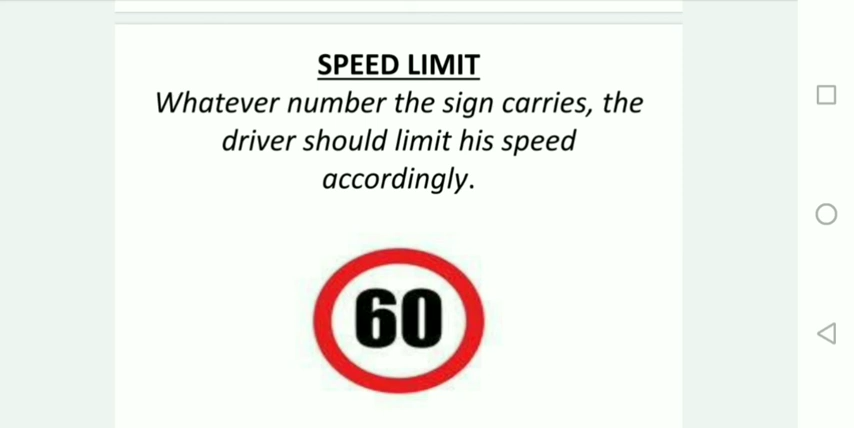 SPEED LIMIT
Whatever number the sign carries, the
driver should limit his speed
accordingly.
60